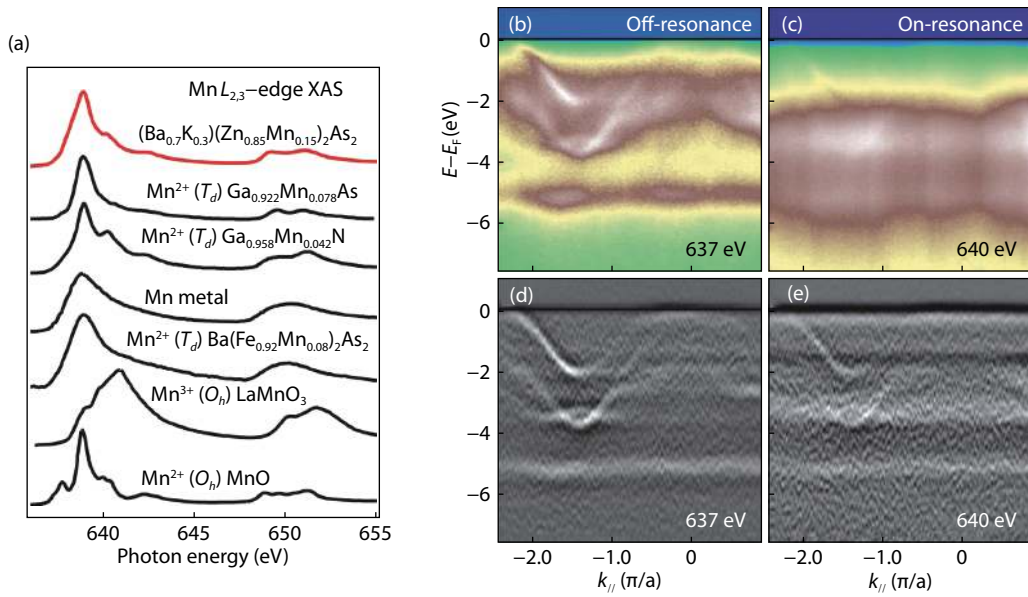 (a)
Mn L2,3−edge XAS
(Ba0.7K0.3)(Zn0.85Mn0.15)2As2
Mn2+ (Td) Ga0.922Mn0.078As
Mn2+ (Td) Ga0.958Mn0.042N
Mn metal
Mn2+ (Td) Ba(Fe0.92Mn0.08)2As2
Mn3+ (Oh) LaMnO3
Mn2+ (Oh) MnO
640 645 650 655
Photon energy (eV)
(b) Off-resonance
(c) On-resonance
0
−2
−4
−6
E−EF (eV)
637 eV
640 eV
(d)
(e)
0
−2
−4
−6
637 eV
640 eV
−2.0 −1.0 0
−2.0 −1.0 0
k// (π/a)
k// (π/a)